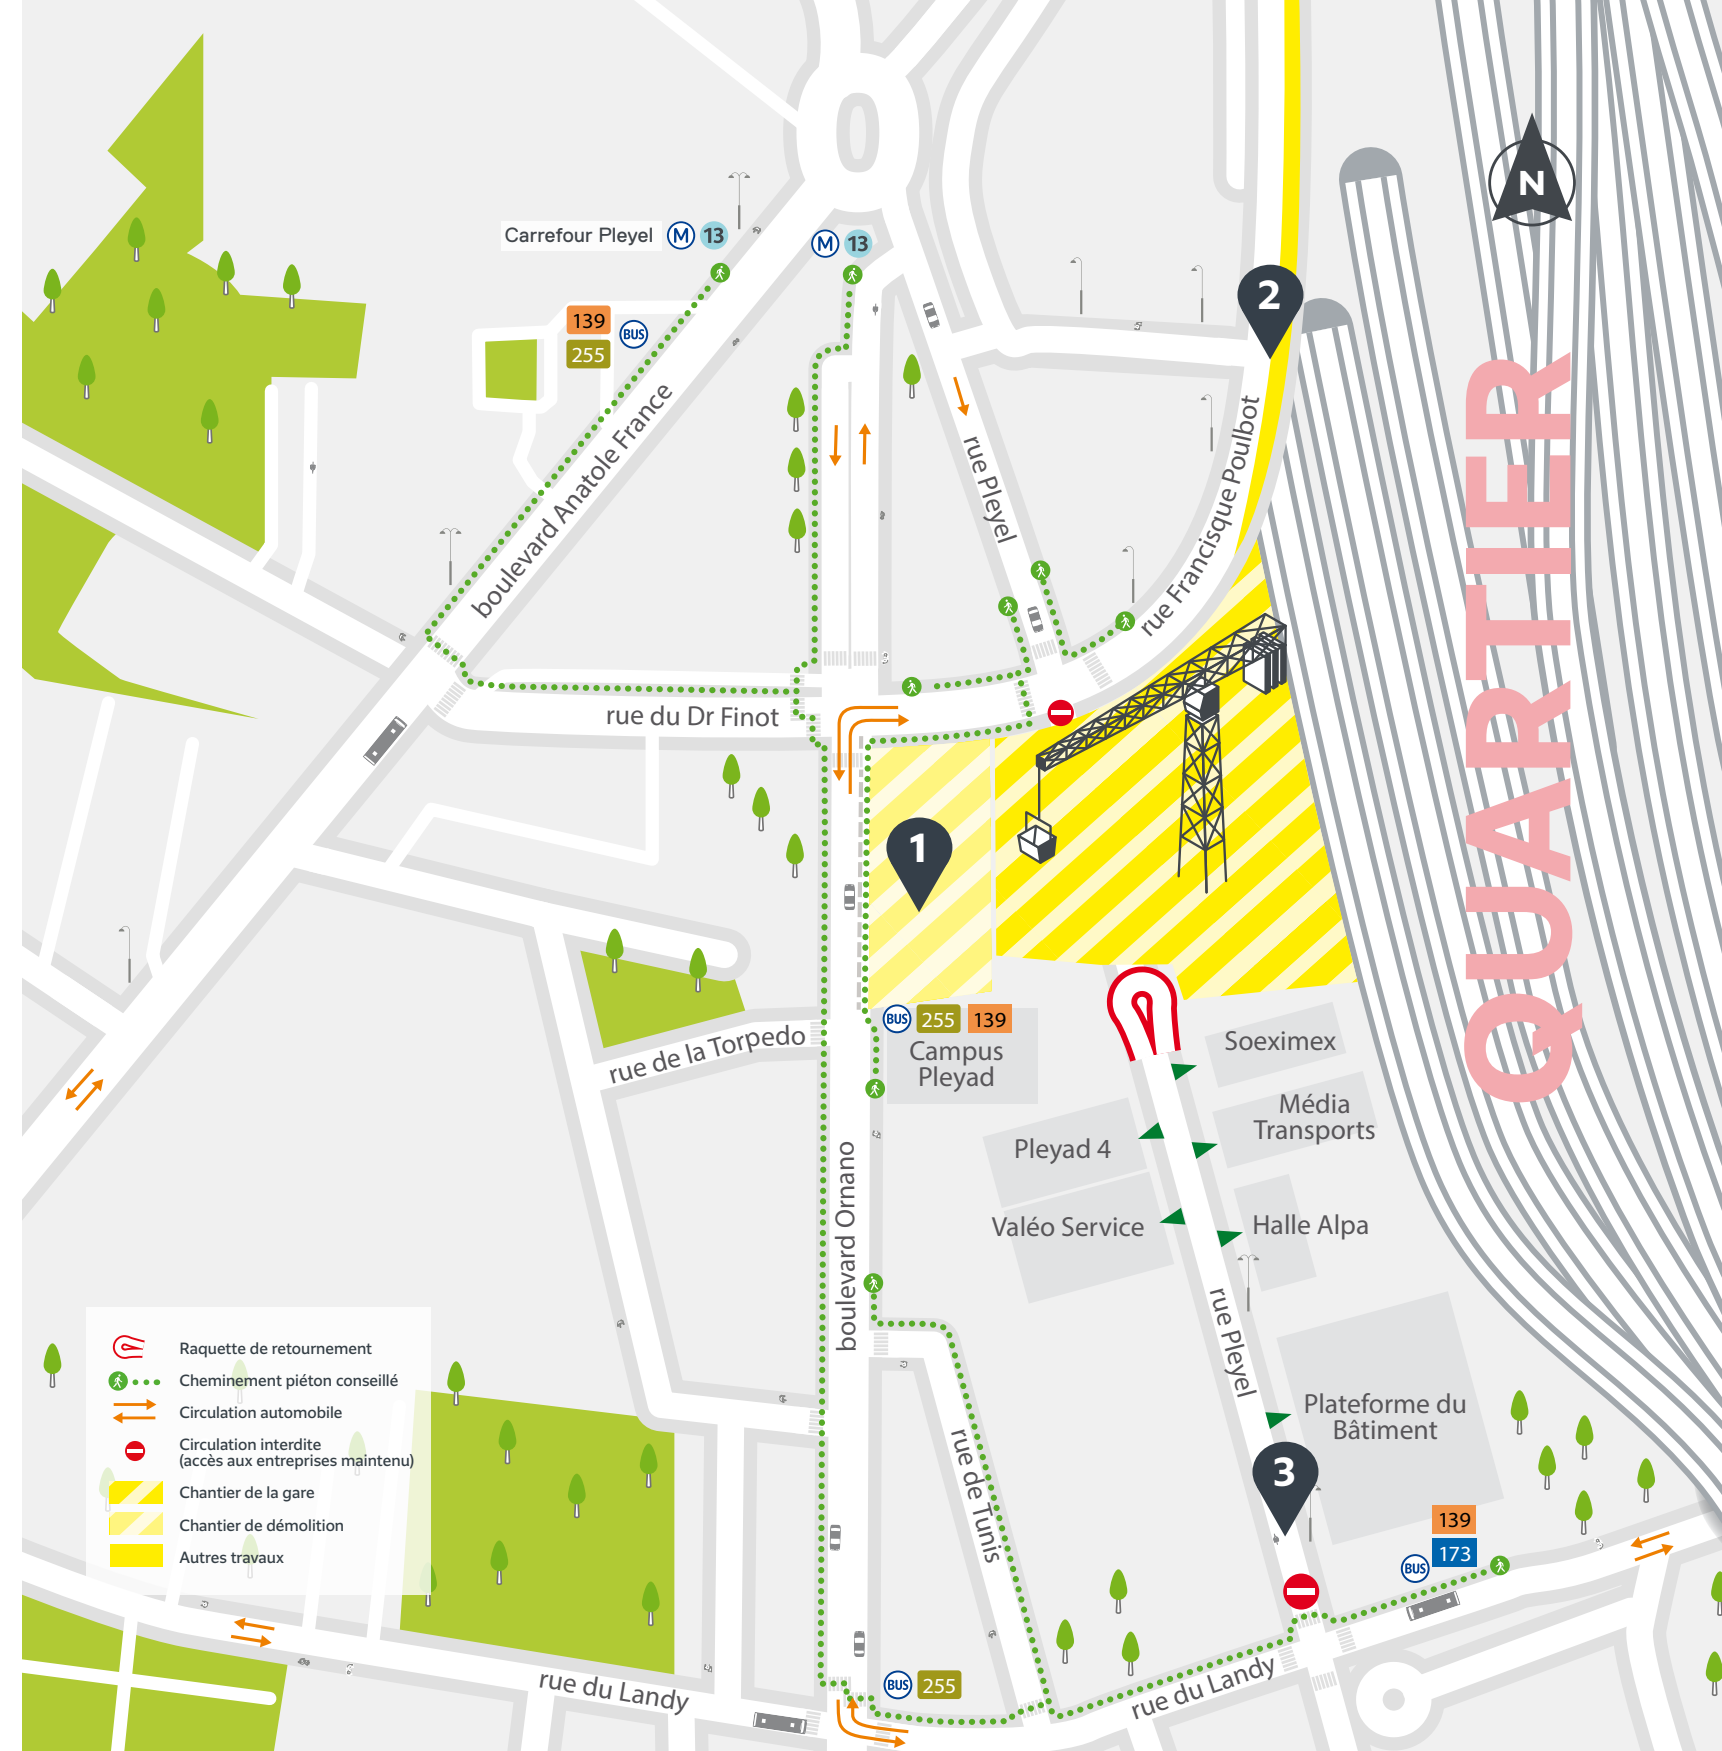 N
Carrefour Pleyel M 13
M 13
139
BUS
255
2
QUARTIER
boulevard Anatole France
rue Pleyel
rue Francisque Poulbot
rue du Dr Finot
1
BUS 255 139
Campus
Pleyad
rue de la Torpedo
Soeximex
Média
Transports
Pleyad 4
Valéo Service
Halle Alpa
boulevard Ornano
rue Pleyel
Plateforme du
Bâtiment
3
rue de Tunis
139
173
BUS
BUS 255
rue du Landy
rue du Landy
Raquette de retournement
Cheminement piéton conseillé
Circulation automobile
Circulation interdite
(accès aux entreprises maintenu)
Chantier de la gare
Chantier de démolition
Autres travaux